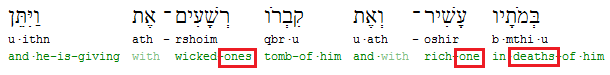 וַיִּתֵּן אֶת־ רְשָׁעִים קִבְרוֹ וְאֶת־ עָשִׁיר בְּמֹתָיו
u·ithn ath - rshoim qbr·u u·ath - oshir b·mthi·u
and·he-is-giving with wicked-ones tomb-of·him and·with rich-one in·deaths-of·him